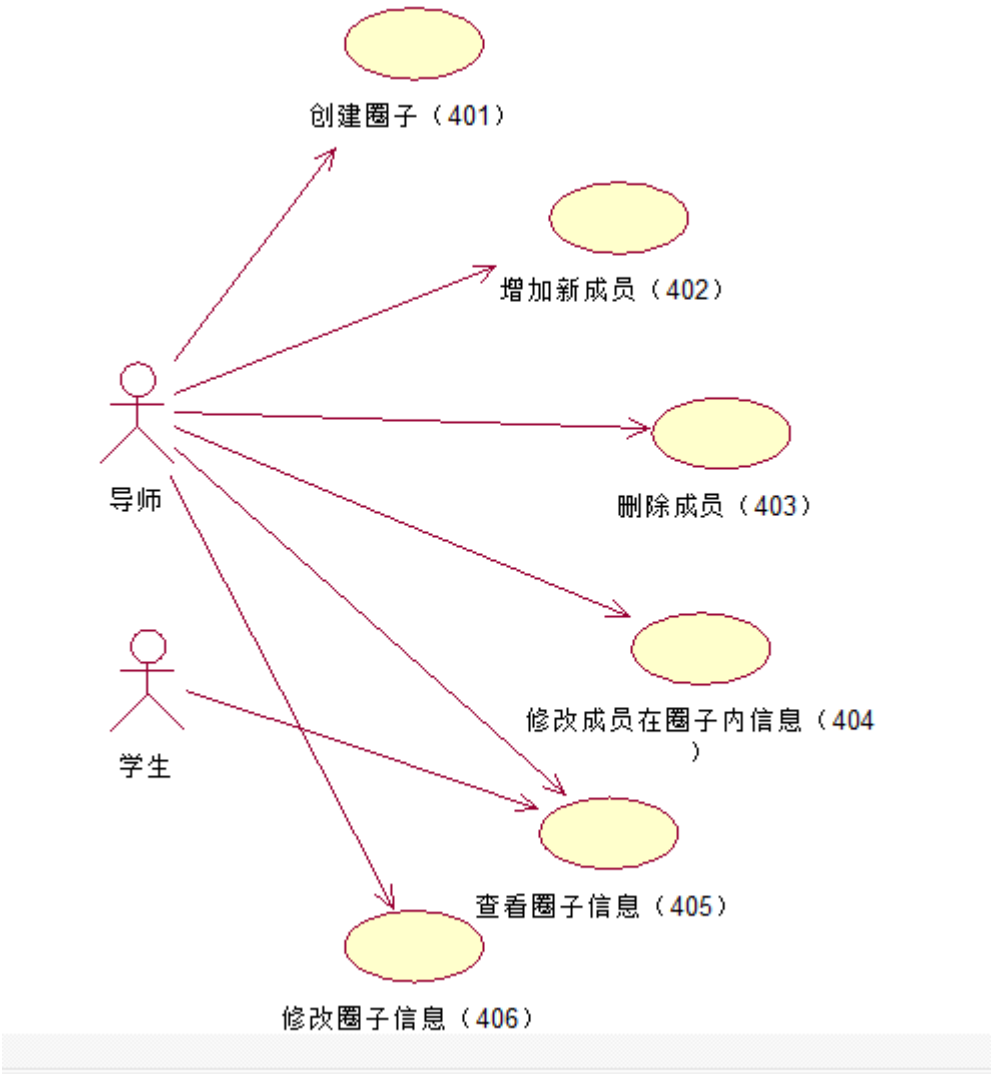 创建圈子（401）
增加新成员（402）
导师
删除成员（403）
学生
修改成员在圈子内信息（404
）
查看圈子信息（405）
修改圈子信息（406）